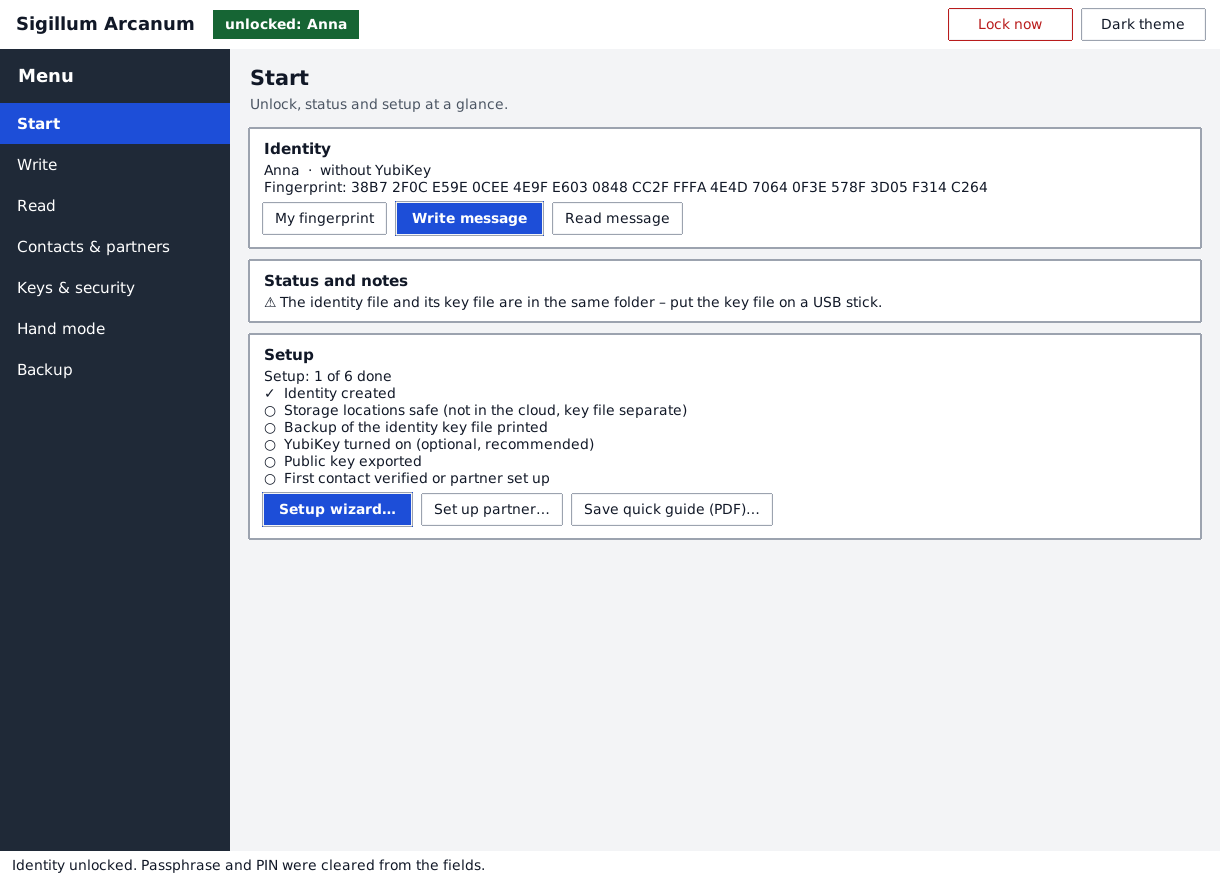 Sigillum Arcanum
unlocked: Anna
Lock now
Dark theme
Menu
Start
Write
Read
Contacts & partners
Keys & security
Hand mode
Backup
Start
Unlock, status and setup at a glance.
Identity
Anna · without YubiKey
Fingerprint: 38B7 2F0C E59E 0CEE 4E9F E603 0848 CC2F FFFA 4E4D 7064 0F3E 578F 3D05 F314 C264
My fingerprint
Write message
Read message
Status and notes
⚠ The identity file and its key file are in the same folder – put the key file on a USB stick.
Setup
Setup: 1 of 6 done
✓ Identity created
○ Storage locations safe (not in the cloud, key file separate)
○ Backup of the identity key file printed
○ YubiKey turned on (optional, recommended)
○ Public key exported
○ First contact verified or partner set up
Setup wizard…
Set up partner…
Save quick guide (PDF)…
Identity unlocked. Passphrase and PIN were cleared from the fields.